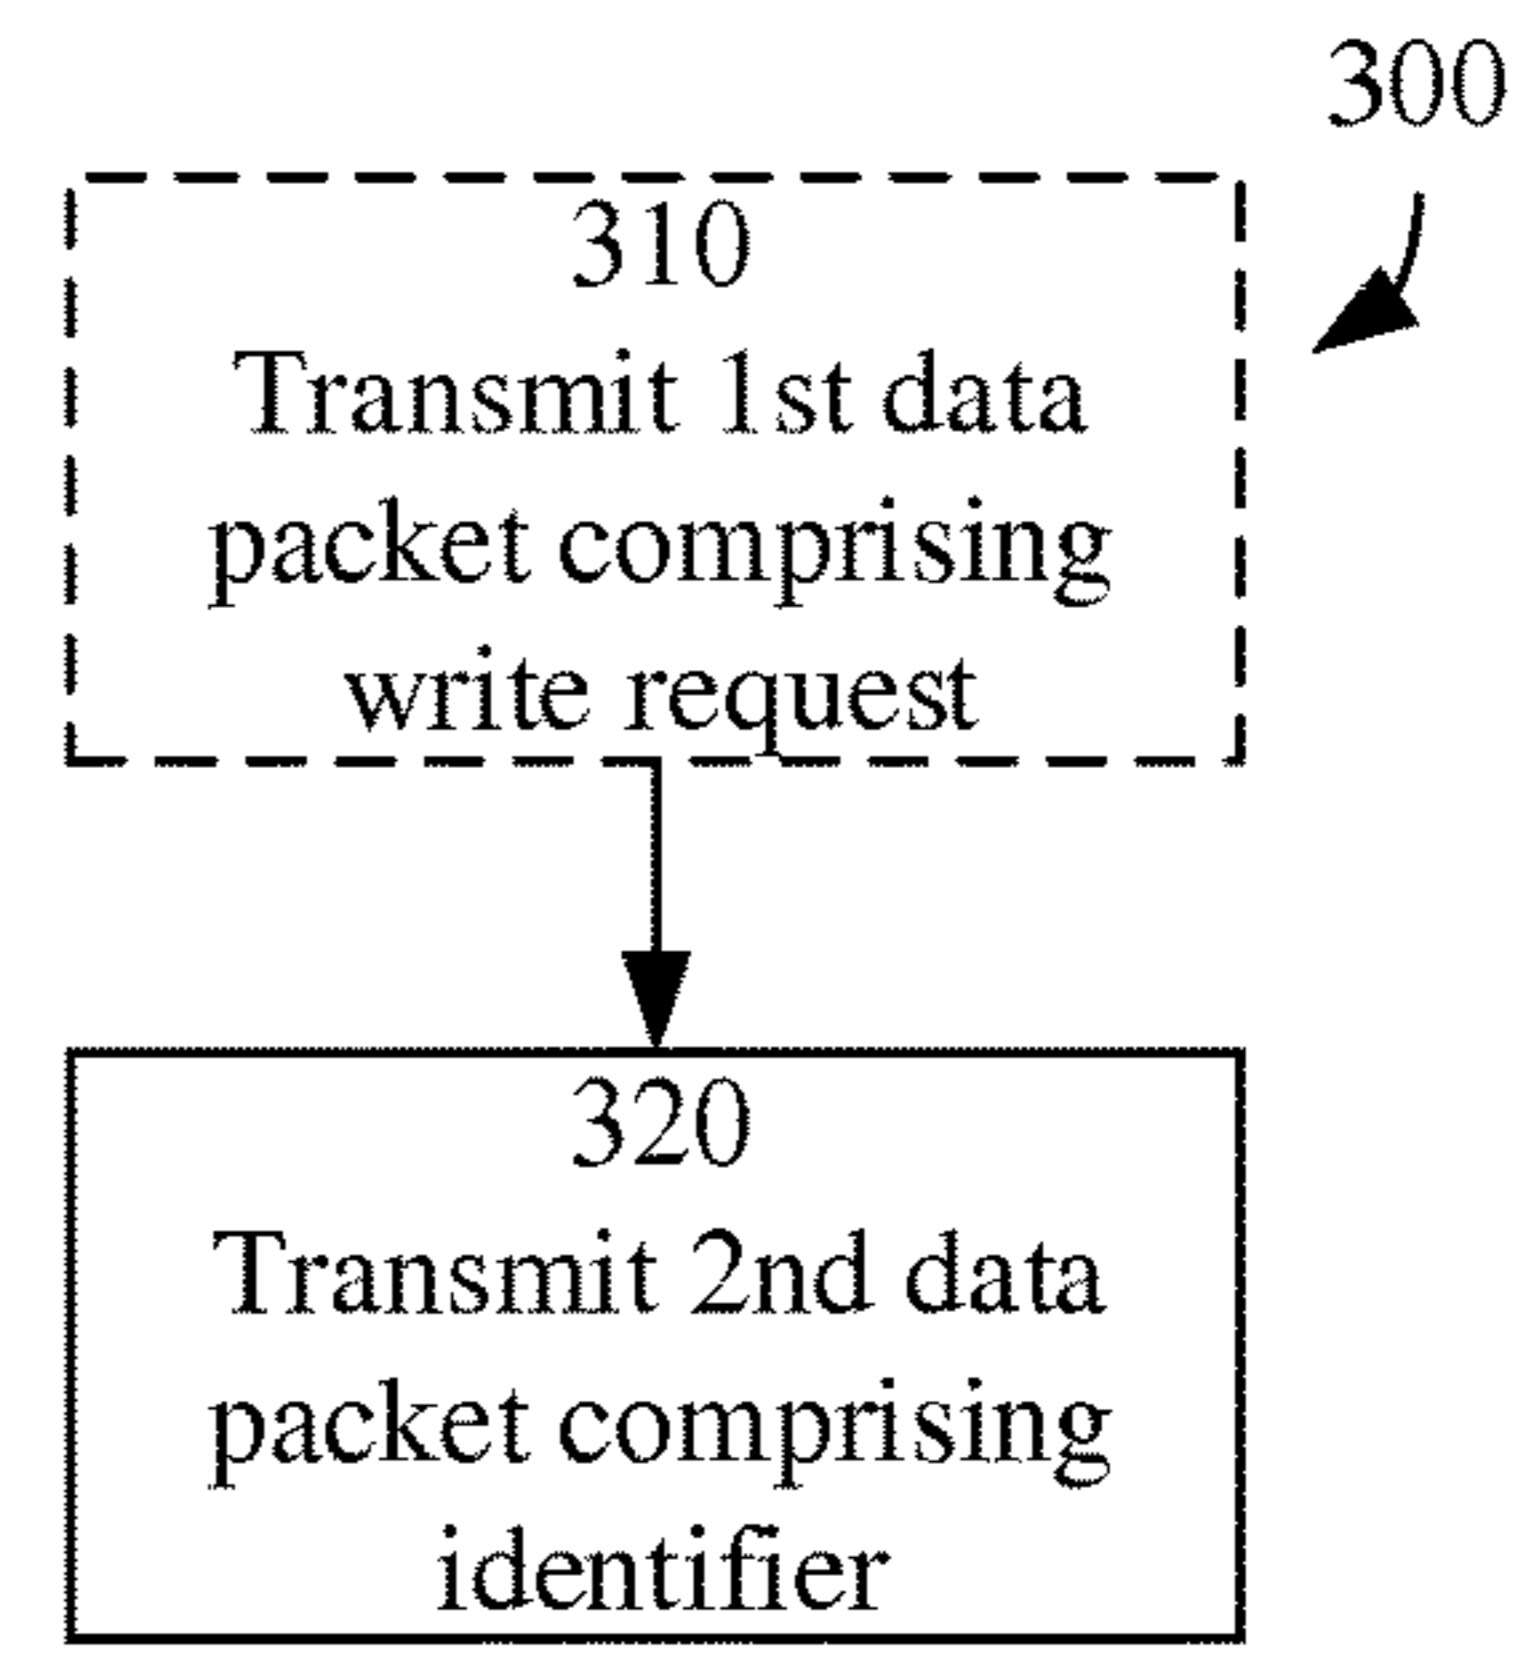 300
310
Transmit 1st data
packet comprising
write request
320
Transmit 2nd data
packet comprising
identifier